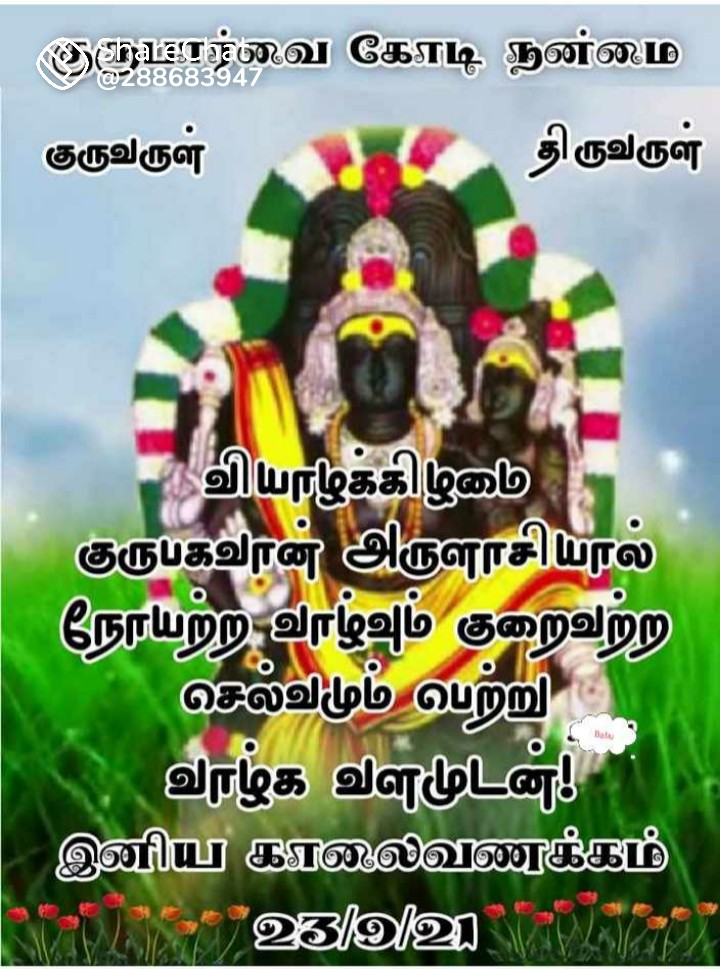 ShareChat
@288683947
குருபார்வை கோடி நன்மை
குருவருள் திருவருள்
வியாழக்கிழமை
குருபகவான் அருளாசியால்
நோயற்ற வாழ்வும் குறைவற்ற
செல்வமும் பெற்று
Babu
வாழ்க வளமுடன்!
இனிய காலைவணக்கம்
23/9/21